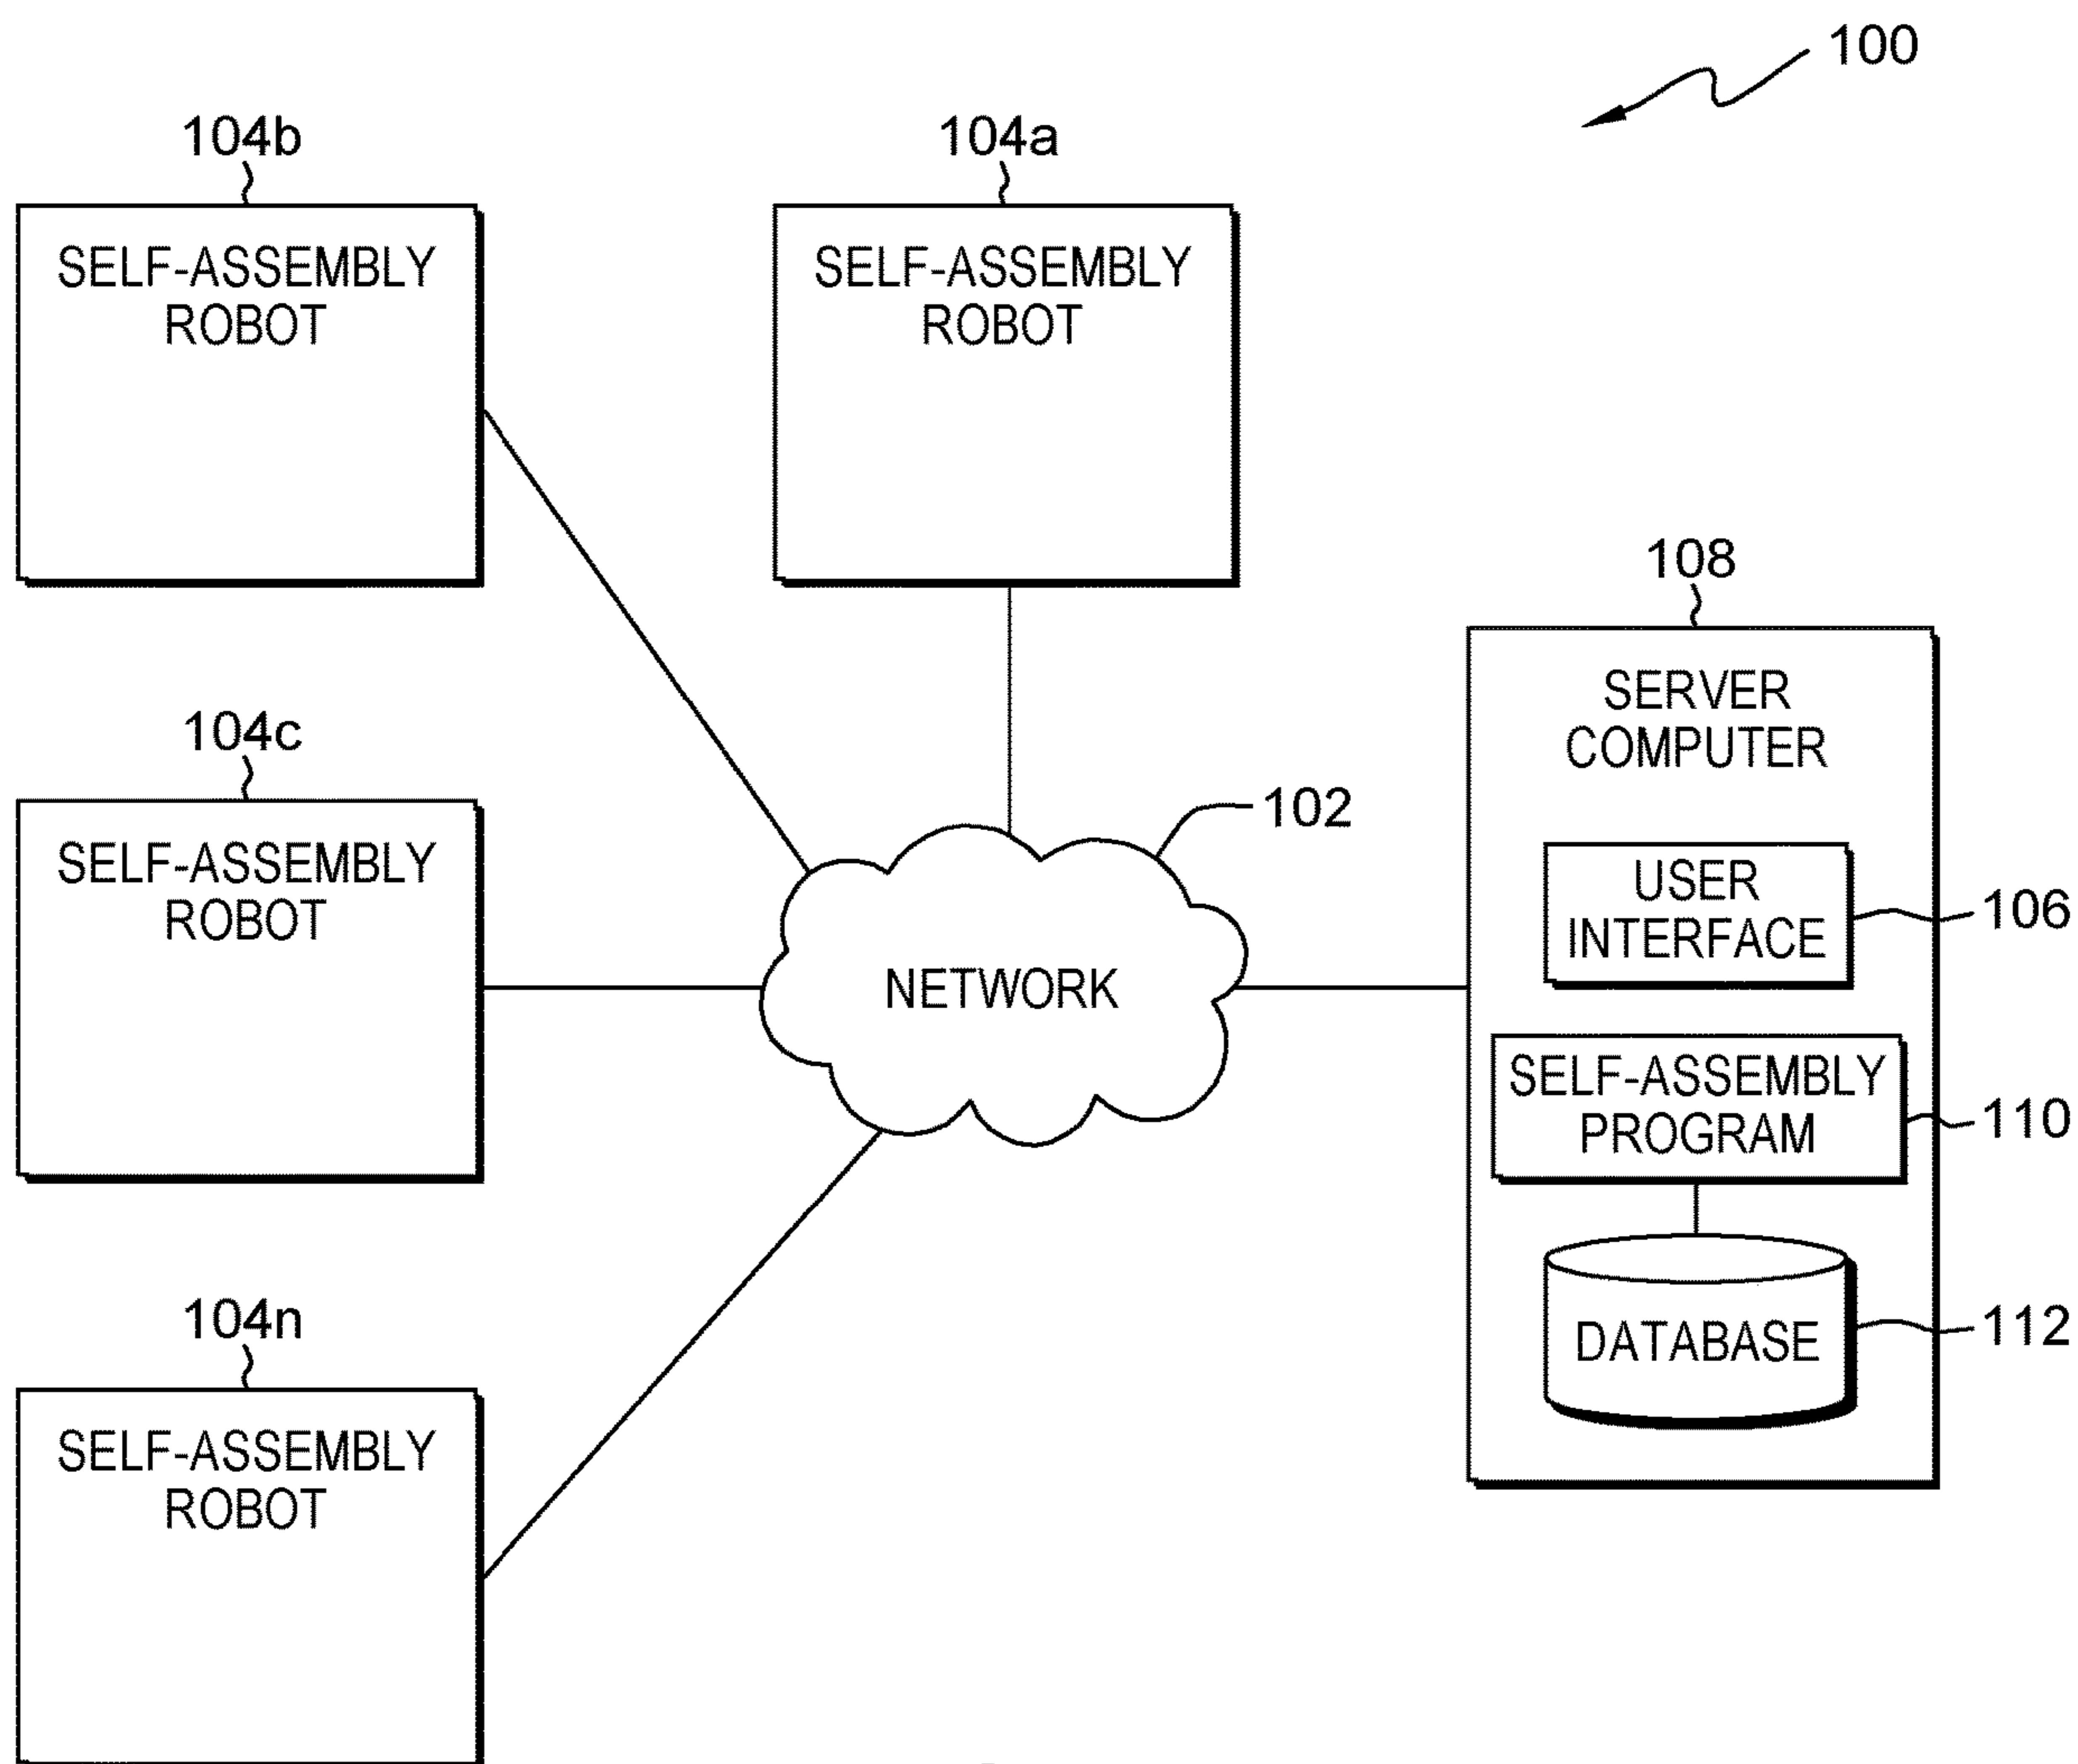 100
104b
SELF-ASSEMBLY
ROBOT
104a
SELF-ASSEMBLY
ROBOT
108
SERVER
COMPUTER
104c
SELF-ASSEMBLY
ROBOT
102
NETWORK
USER
INTERFACE
106
SELF-ASSEMBLY
PROGRAM
110
DATABASE
112
104n
SELF-ASSEMBLY
ROBOT